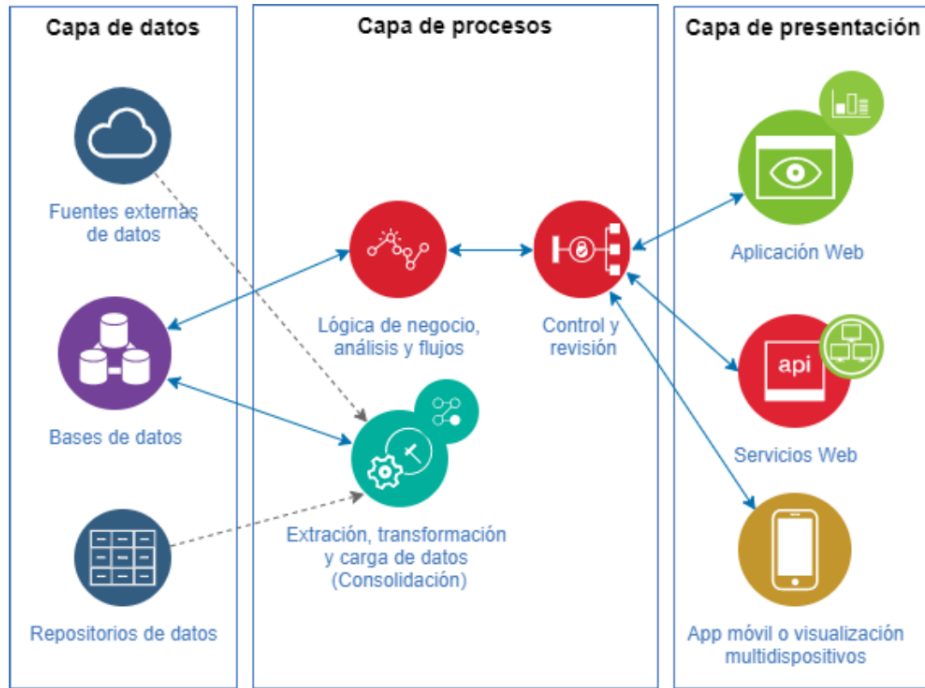 Capa de datos
Fuentes externas
de datos
Bases de datos
Repositorios de datos
Capa de procesos
Lógica de negocio,
análisis y flujos
Control y
revisión
Extración, transformación
y carga de datos
(Consolidación)
Capa de presentación
Aplicación Web
api
Servicios Web
App móvil o visualización
multidispositivos